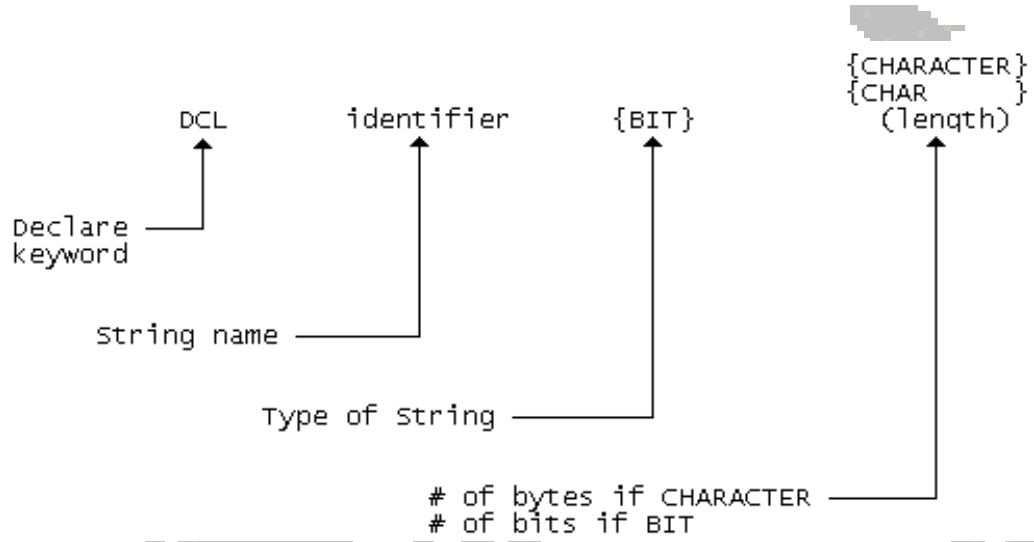 {CHARACTER}
{CHAR }
DCL identifier {BIT} (length)
Declare
keyword
String name
Type of String
# of bytes if CHARACTER
# of bits if BIT